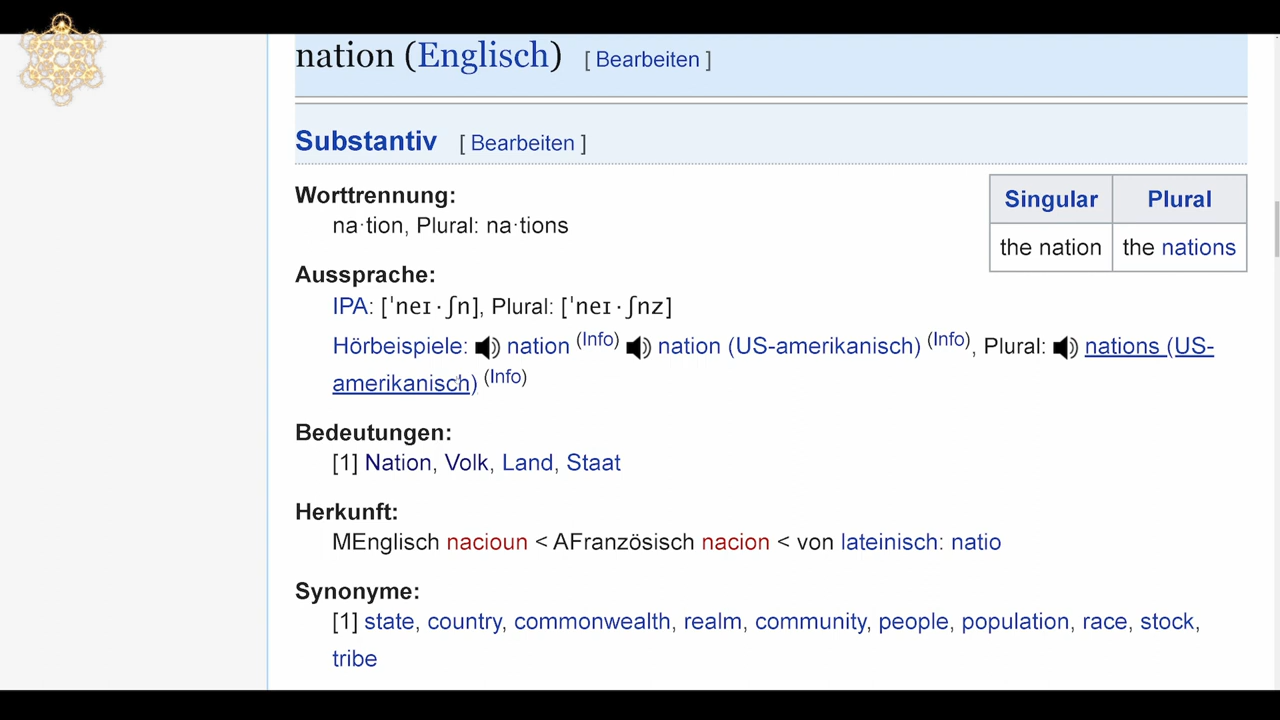 nation (Englisch) [ Bearbeiten ]
Substantiv [ Bearbeiten ]
Worttrennung:
na·tion, Plural: na·tions
Singular Plural
the nation the nations
Aussprache:
IPA: [ˈneɪ·ʃn], Plural: [ˈneɪ·ʃnz]
Hörbeispiele: nation (Info) nation (US-amerikanisch) (Info), Plural: nations (US-
amerikanisch) (Info)
Bedeutungen:
[1] Nation, Volk, Land, Staat
Herkunft:
MEnglisch nacioun < AFranzösisch nacion < von lateinisch: natio
Synonyme:
[1] state, country, commonwealth, realm, community, people, population, race, stock,
tribe